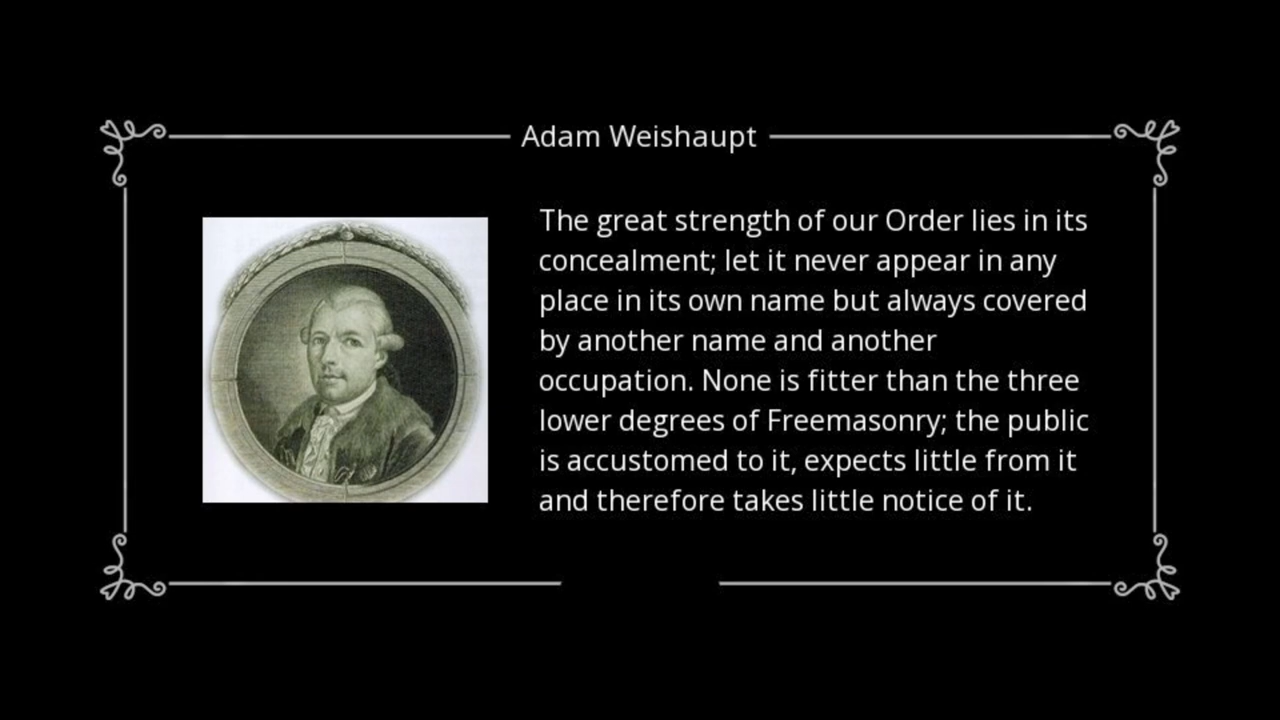 Adam Weishaupt
The great strength of our Order lies in its
concealment; let it never appear in any
place in its own name but always covered
by another name and another
occupation. None is fitter than the three
lower degrees of Freemasonry; the public
is accustomed to it, expects little from it
and therefore takes little notice of it.